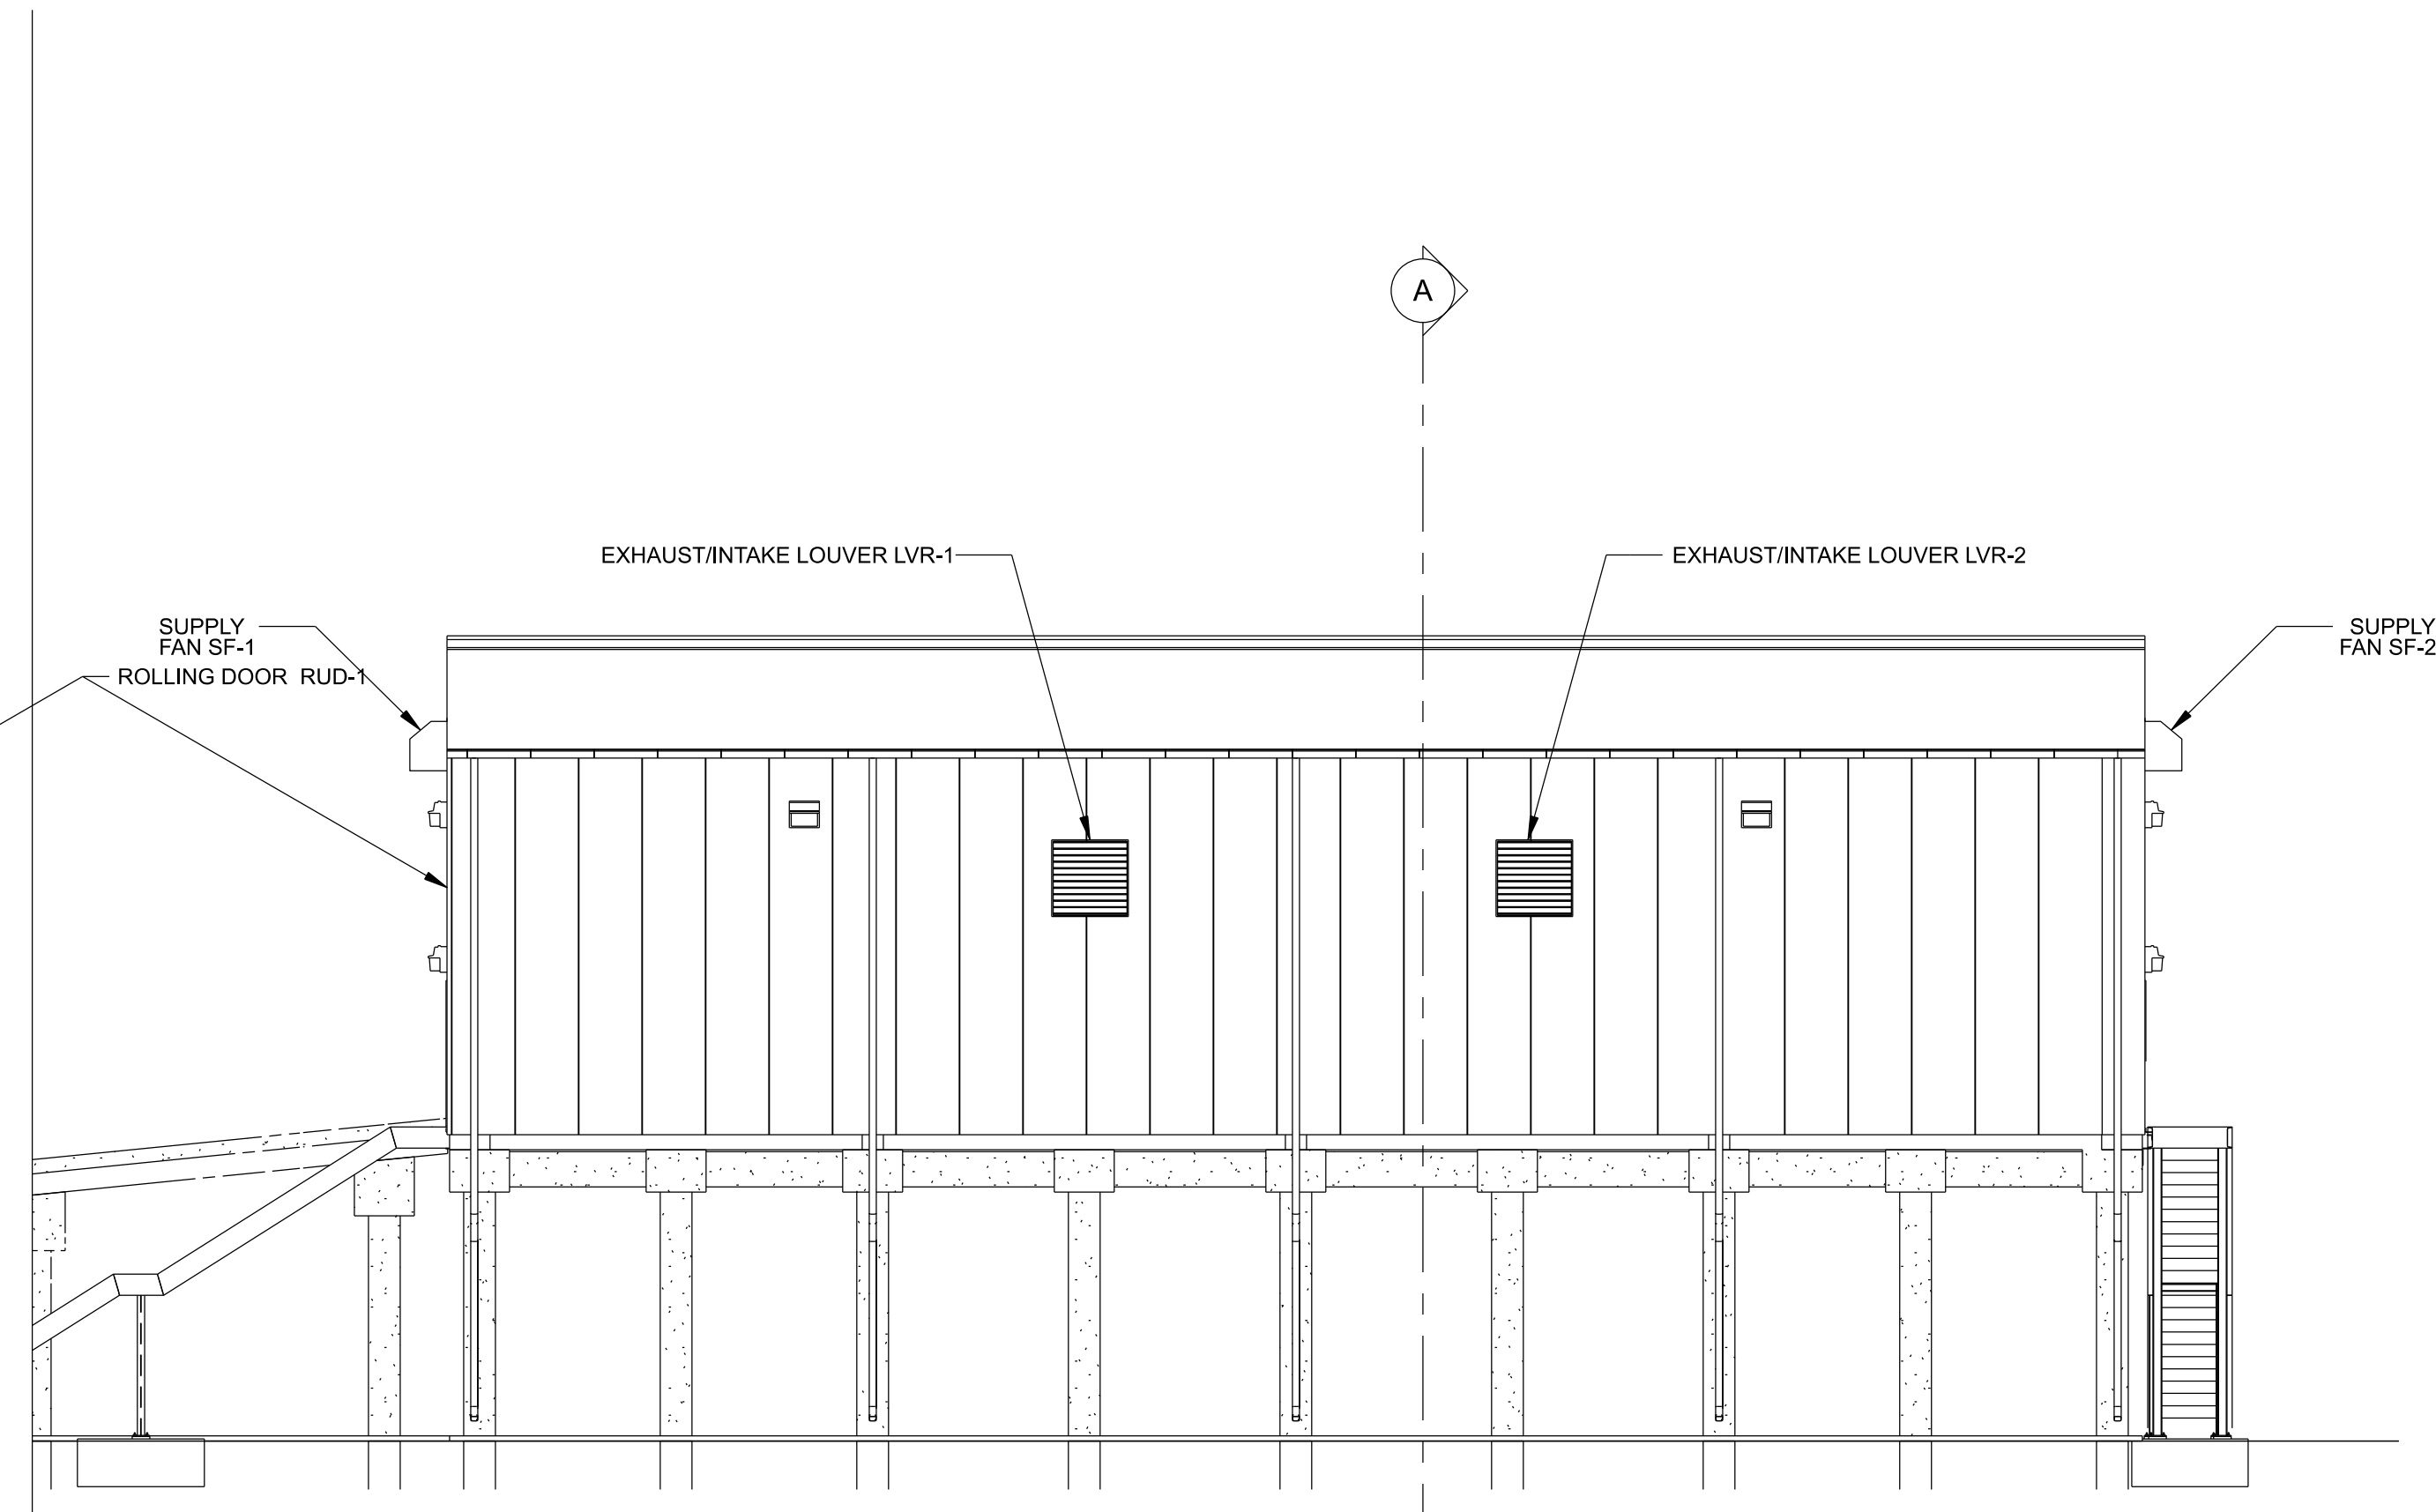 A
EXHAUST/INTAKE LOUVER LVR-1
EXHAUST/INTAKE LOUVER LVR-2
SUPPLY
FAN SF-1
SUPPLY
FAN SF-2
ROLLING DOOR  RUD-1